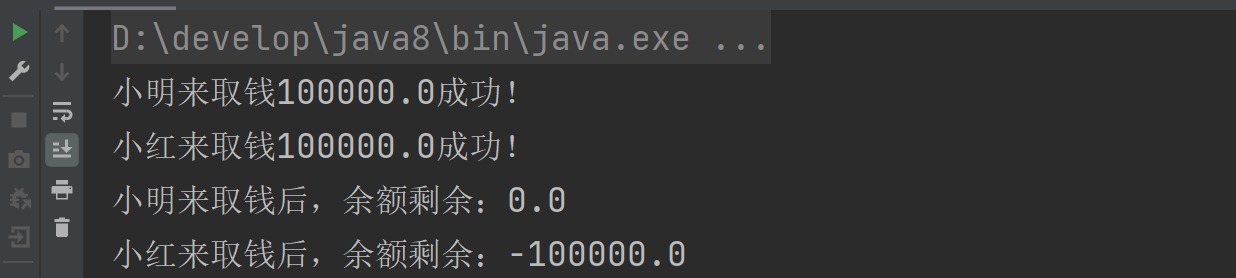 D:\develop\java8\bin\java.exe ...
小明来取钱100000.0成功！
小红来取钱100000.0成功！
小明来取钱后，余额剩余：0.0
小红来取钱后，余额剩余：-100000.0